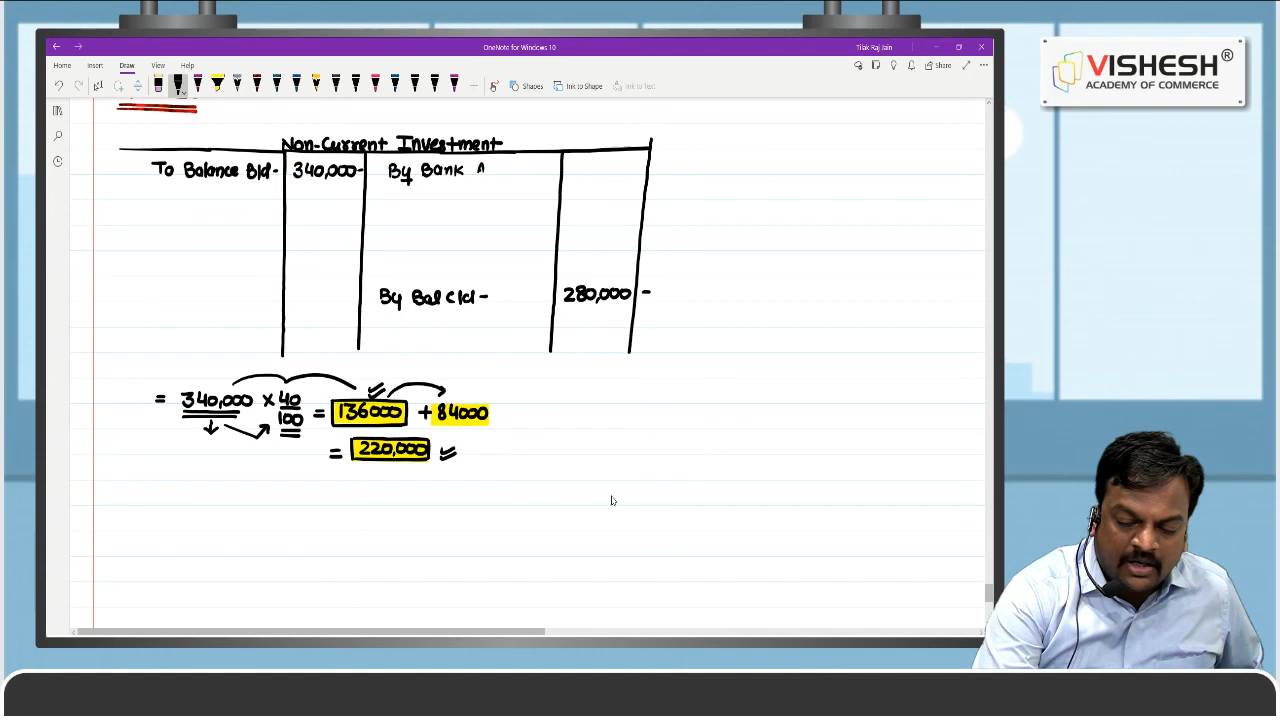 OneNote for Windows 10
Tilak Raj Jain
Home Insert Draw View Help
Share
Shapes
Ink to Shape
Ink to Text
VISHESH®
ACADEMY OF COMMERCE
Non-Current Investment
To Balance B/d- 340,000- By Bank A
By Bal c/d - 280,000 -
= 340,000 × 40/100 = 136000 + 84000
= 220,000